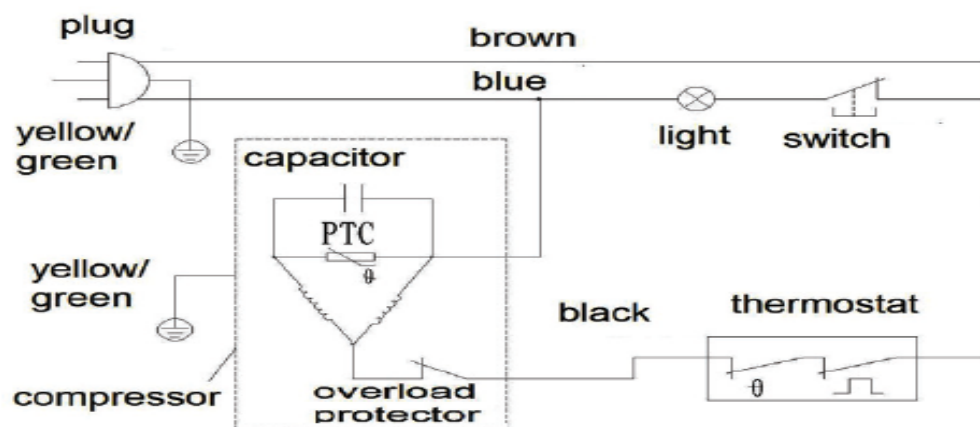 plug
brown
blue
yellow/
green
light
switch
capacitor
PTC
θ
yellow/
green
black
thermostat
θ
compressor
overload
protector